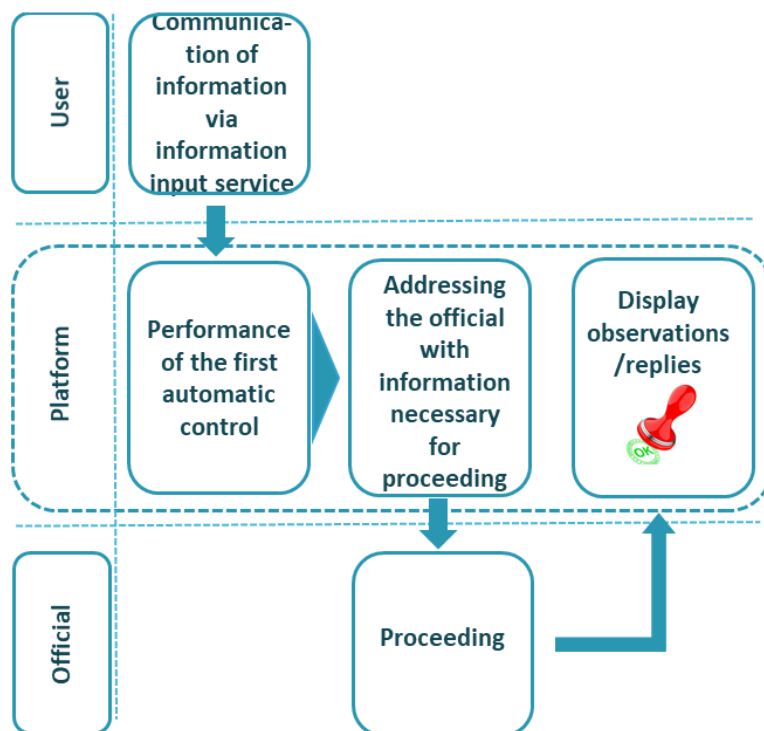 User
Communica-
tion of
information
via
information
input service
Platform
Performance
of the first
automatic
control
Addressing
the official
with
information
necessary
for
proceeding
Display
observations
/replies
OK
Official
Proceeding